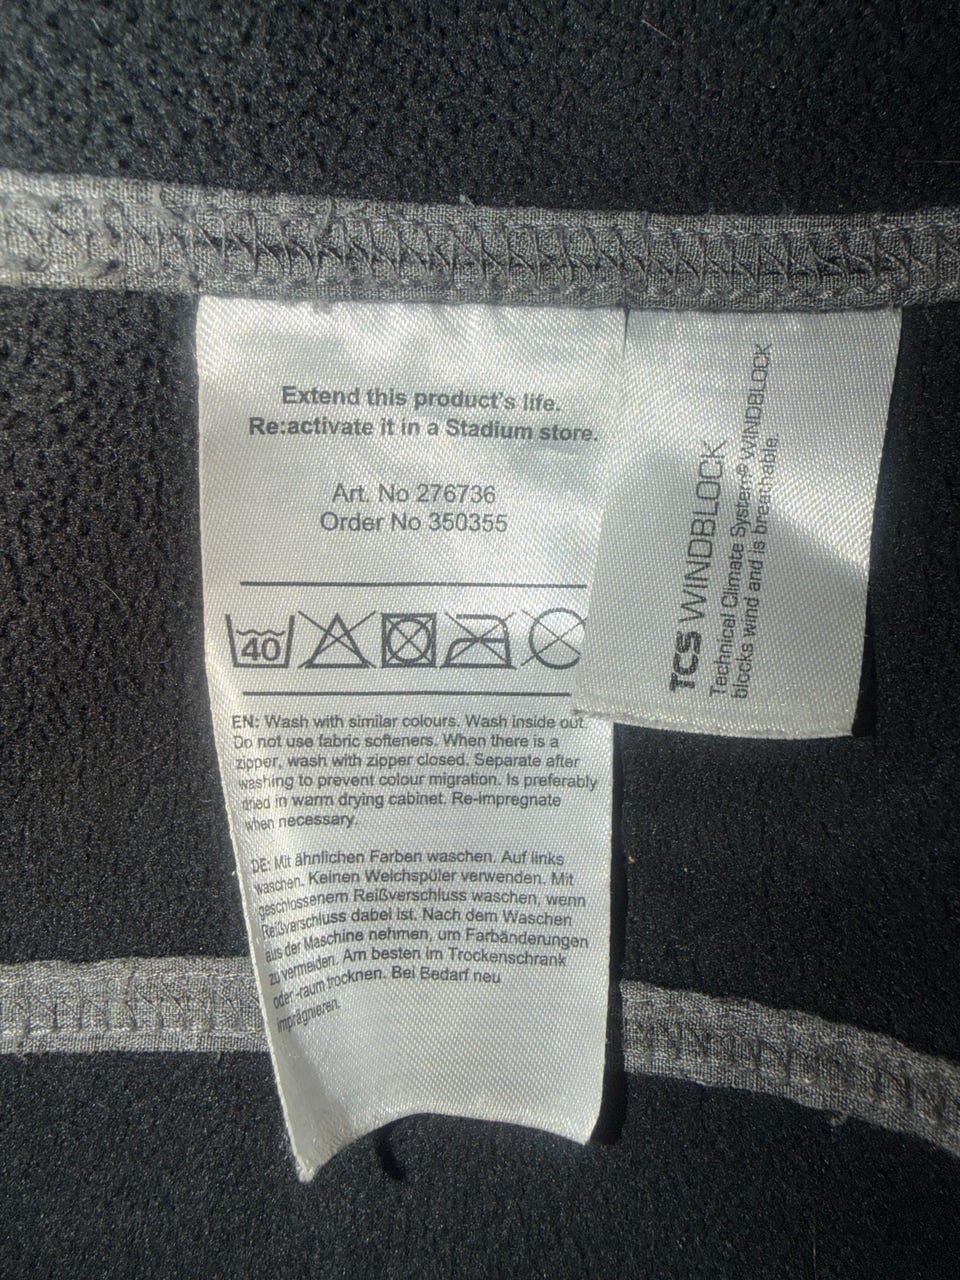 Extend this product's life.
Re:activate it in a Stadium store.
Art. No 276736
Order No 350355
40
EN: Wash with similar colours. Wash inside out.
Do not use fabric softeners. When there is a
zipper, wash with zipper closed. Separate after
washing to prevent colour migration. Is preferably
dried in warm drying cabinet. Re-impregnate
when necessary.
DE: Mit ähnlichen Farben waschen. Auf links
waschen. Keinen Weichspüler verwenden. Mit
geschlossenem Reißverschluss waschen, wenn
Reißverschluss dabei ist. Nach dem Waschen
aus der Maschine nehmen, um Farbänderungen
zu vermeiden. Am besten im Trockenschrank
oder -raum trocknen. Bei Bedarf neu
imprägnieren.
TCS WINDBLOCK
Technical Climate System® WINDBLOCK
blocks wind and is breathable.